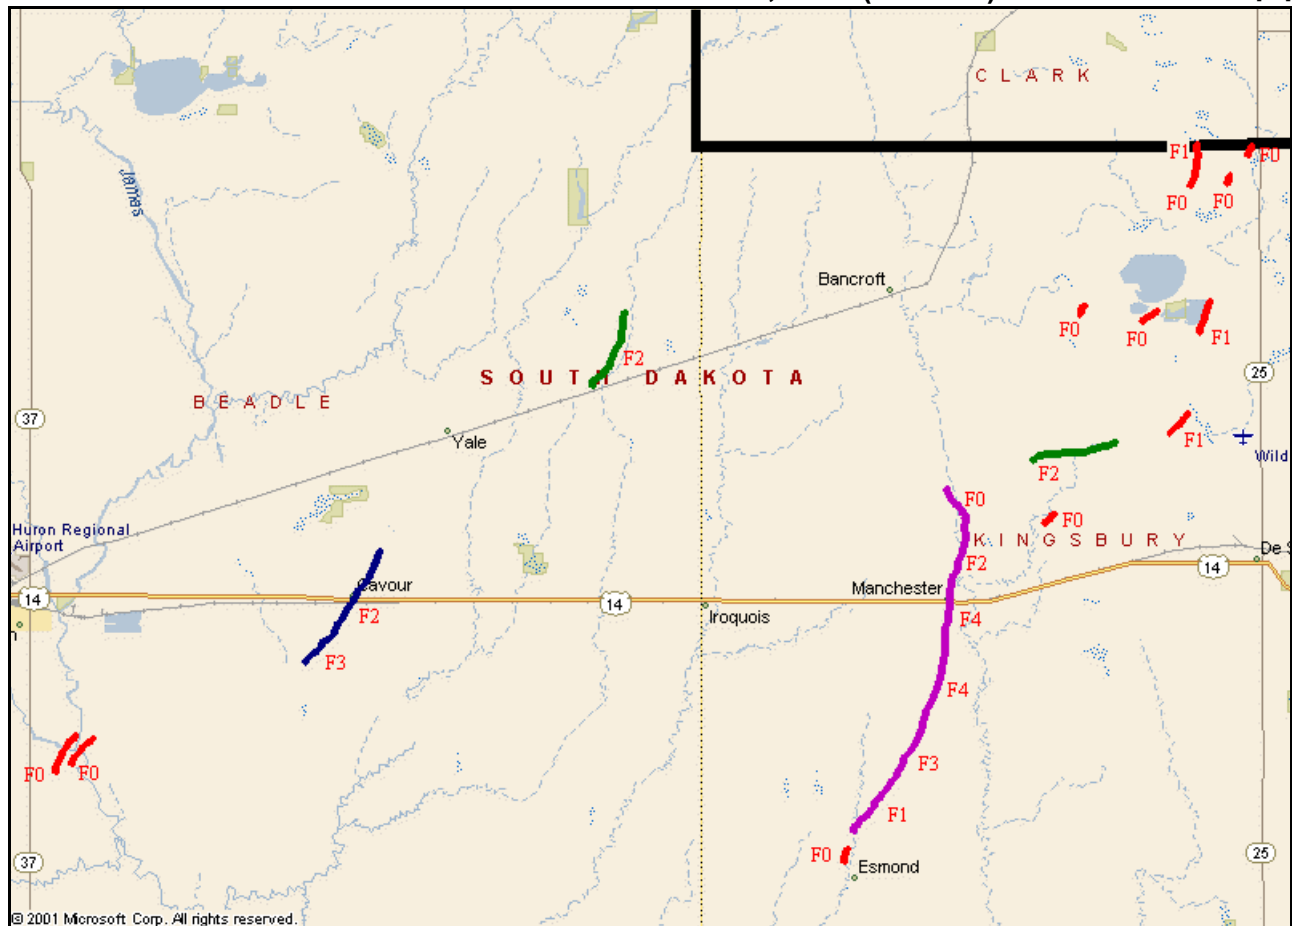 CLARK
F1
F0
F0
F0
James
Bancroft
F0
F0
F1
F2
SOUTH DAKOTA
25
BEADLE
37
Yale
F1
Wild
F2
F0
F0
Huron Regional
Airport
KINGSBURY
De S
F2
14
Cavour
Manchester
14
14
Iroquois
F2
F4
n
F3
F4
F0
F0
F3
F1
F0
Esmond
37
25
© 2001 Microsoft Corp. All rights reserved.